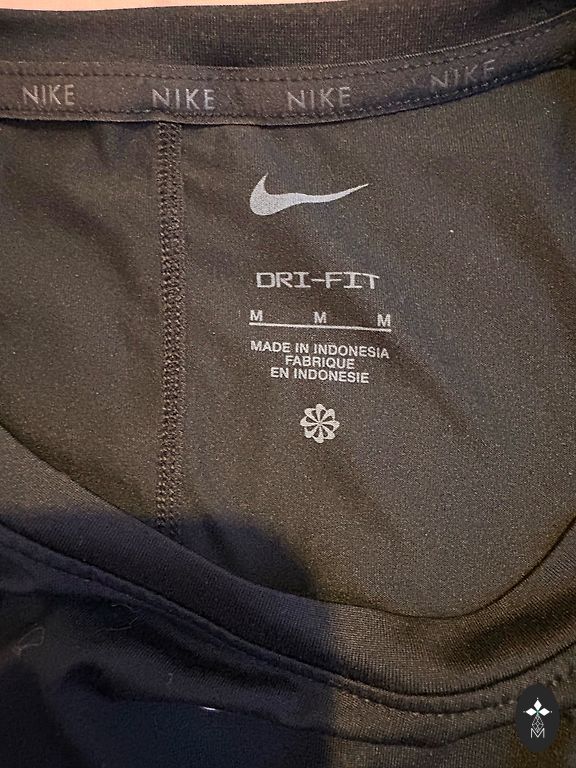 NIKE NIKE NIKE NIKE
DRI-FIT
M M M
MADE IN INDONESIA
FABRIQUE
EN INDONESIE
M